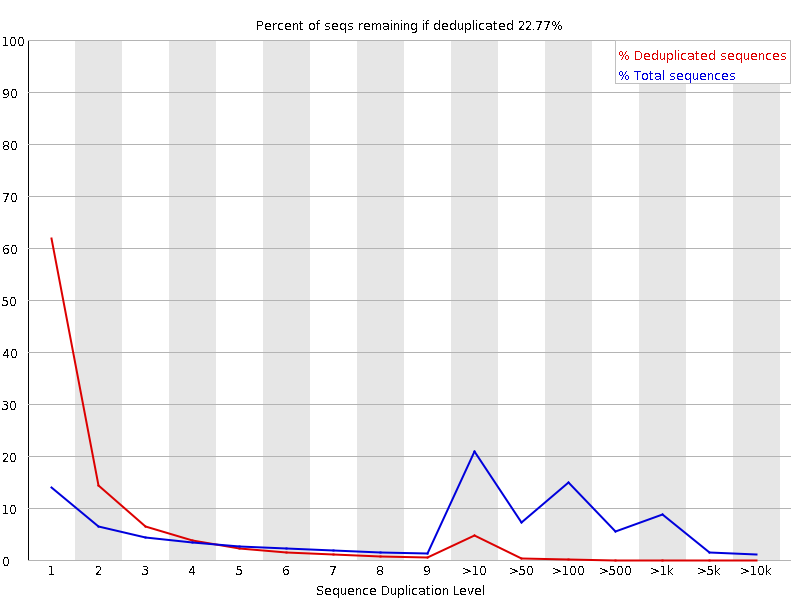 Percent of seqs remaining if deduplicated 22.77%
% Deduplicated sequences
% Total sequences
100
90
80
70
60
50
40
30
20
10
0
1 2 3 4 5 6 7 8 9 >10 >50 >100 >500 >1k >5k >10k
Sequence Duplication Level